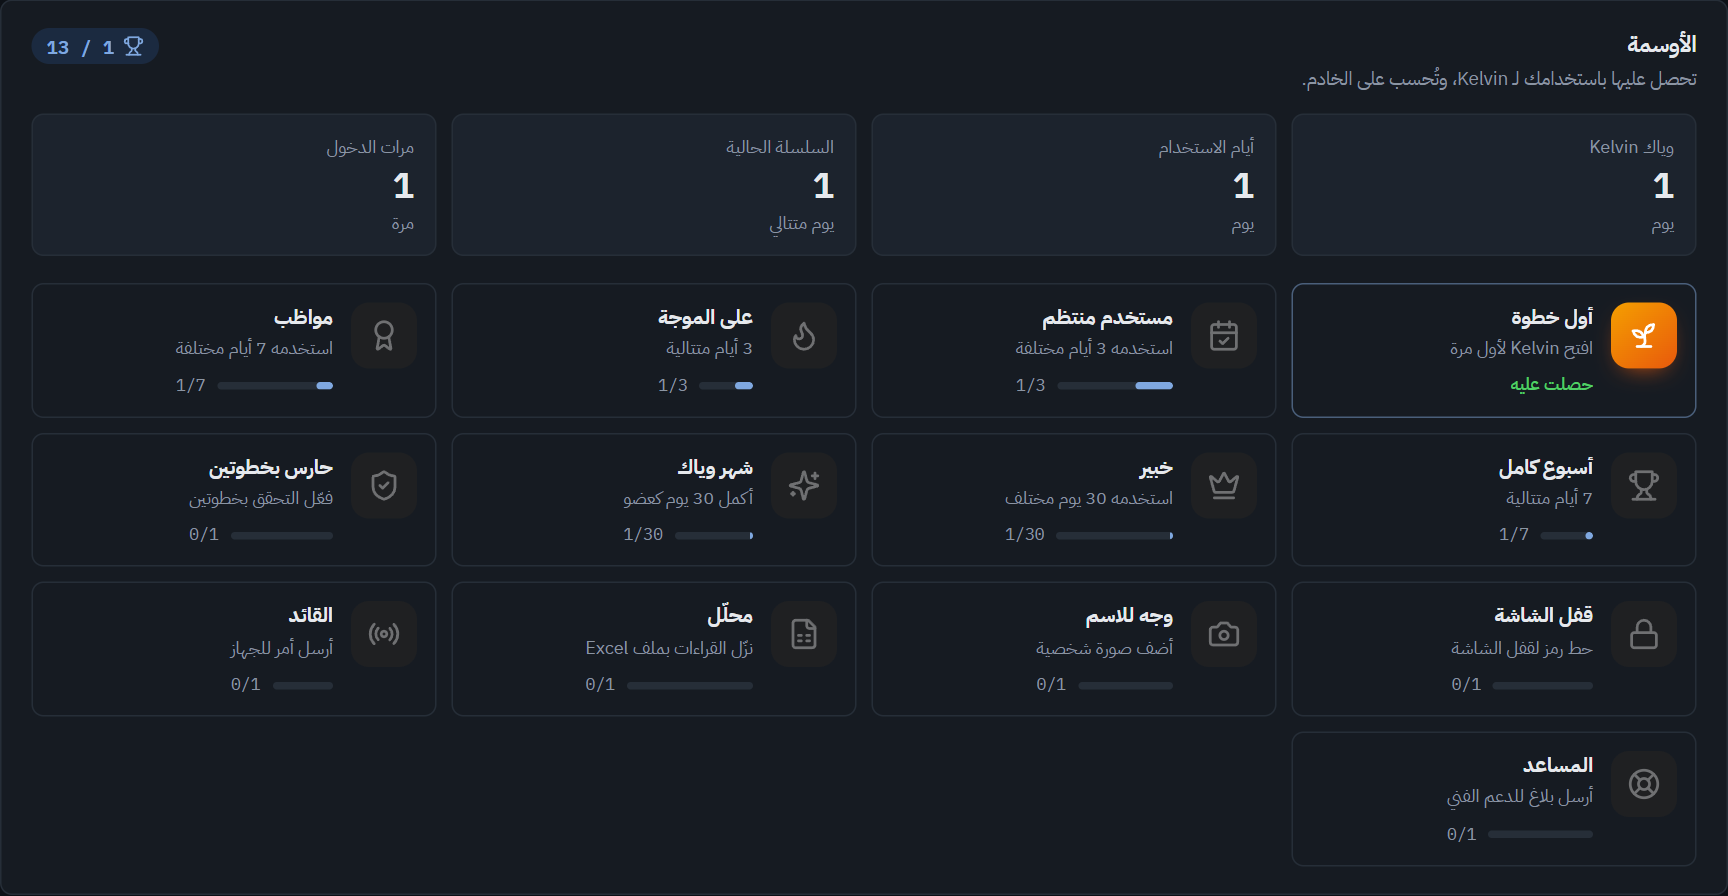 الأوسمة
تحصل عليها باستخدامك لـ Kelvin، وتُحسب على الخادم.
1 / 13
وياك Kelvin
1
يوم
أيام الاستخدام
1
يوم
السلسلة الحالية
1
يوم متتالي
مرات الدخول
1
مرة
أول خطوة
افتح Kelvin لأول مرة
حصلت عليه
مستخدم منتظم
استخدمه 3 أيام مختلفة
1/3
على الموجة
3 أيام متتالية
1/3
مواظب
استخدمه 7 أيام مختلفة
1/7
أسبوع كامل
7 أيام متتالية
1/7
خبير
استخدمه 30 يوم مختلف
1/30
شهر وياك
أكمل 30 يوم كعضو
1/30
حارس بخطوتين
فعّل التحقق بخطوتين
0/1
قفل الشاشة
حط رمز لقفل الشاشة
0/1
وجه للاسم
أضف صورة شخصية
0/1
محلّل
نزّل القراءات بملف Excel
0/1
القائد
أرسل أمر للجهاز
0/1
المساعد
أرسل بلاغ للدعم الفني
0/1